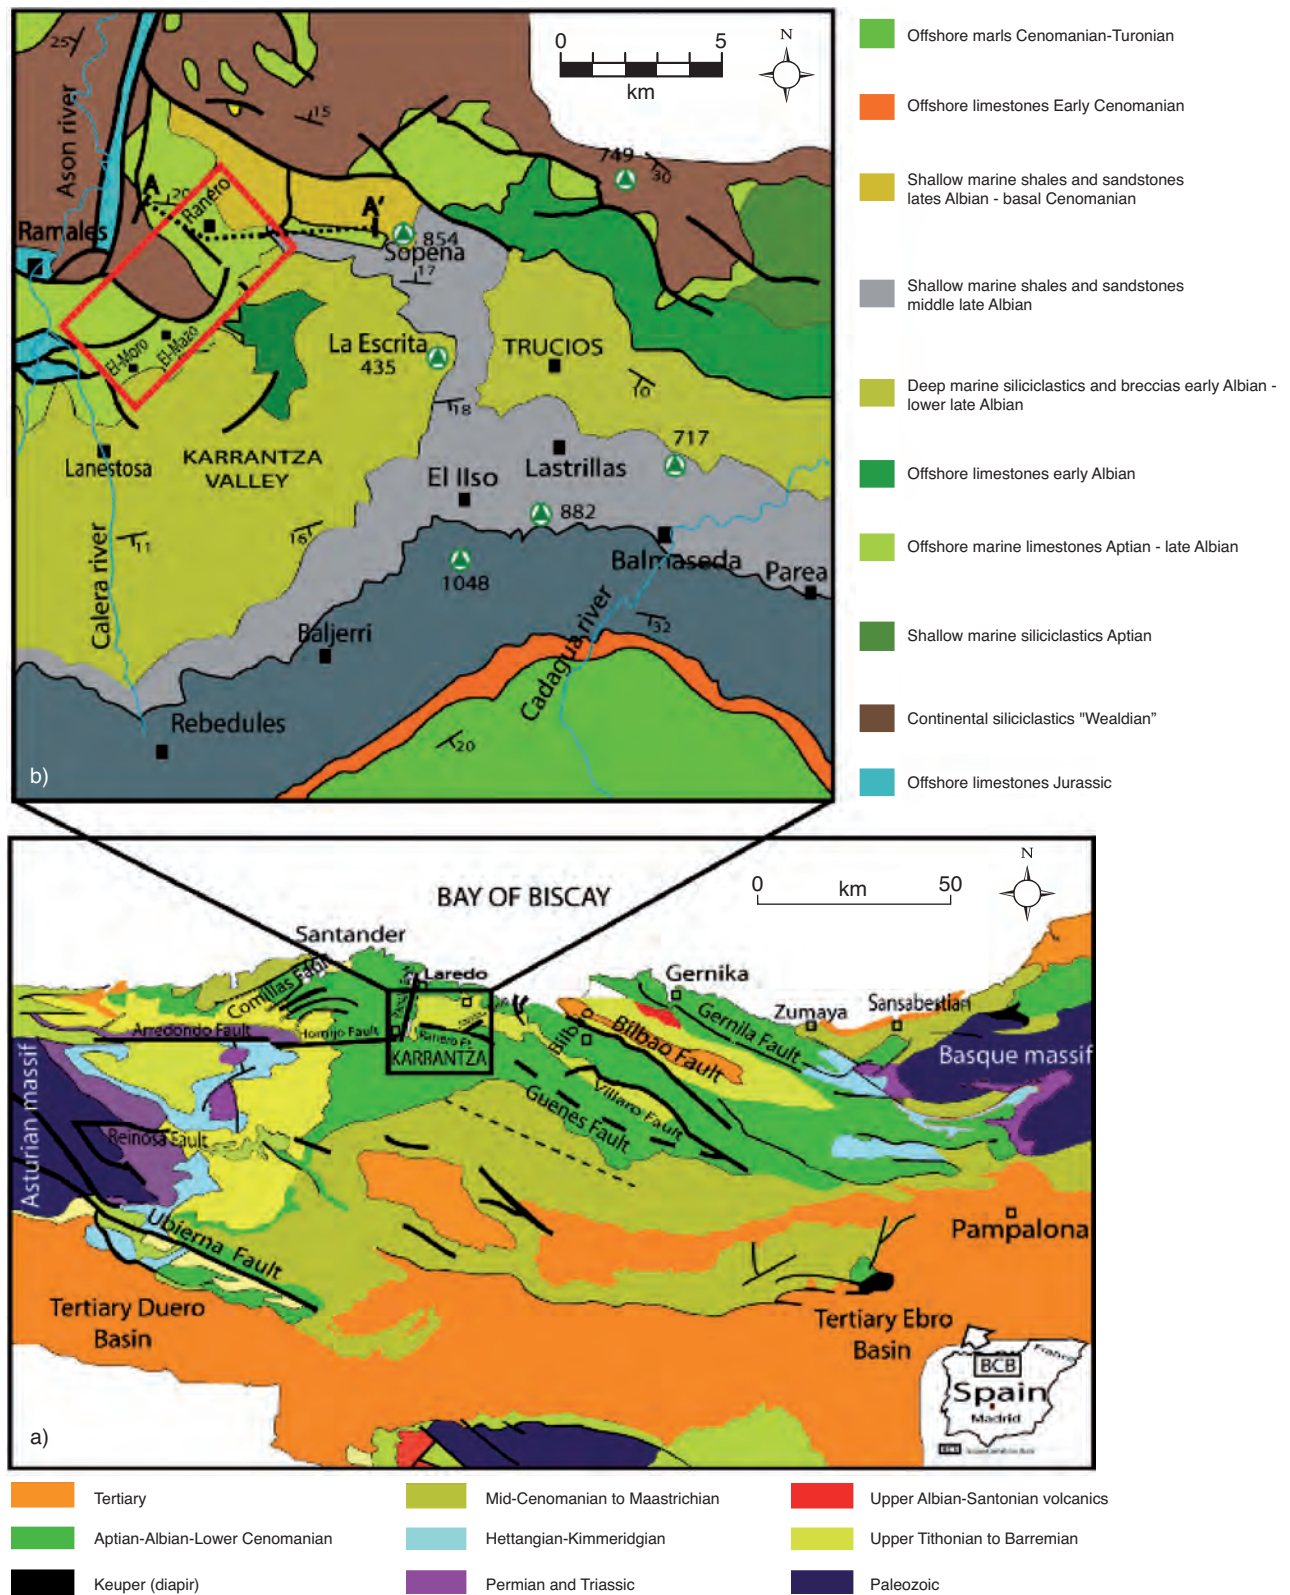 0 5
km
N
25
15
20
749
30
Ason river
A
Ranero
A'
Ramales
854
Sopeña
17
El-Moro
El-Mazo
La Escrita
435
TRUCIOS
10
18
717
Lanestosa
KARRANTZA
VALLEY
El Ilso
Lastrillas
882
16
11
1048
Balmaseda
Parea
Calera river
Baljerri
32
Cadagua river
Rebedules
20
b)
Offshore marls Cenomanian-Turonian
Offshore limestones Early Cenomanian
Shallow marine shales and sandstones
lates Albian - basal Cenomanian
Shallow marine shales and sandstones
middle late Albian
Deep marine siliciclastics and breccias early Albian -
lower late Albian
Offshore limestones early Albian
Offshore marine limestones Aptian - late Albian
Shallow marine siliciclastics Aptian
Continental siliciclastics "Wealdian”
Offshore limestones Jurassic
BAY OF BISCAY
0 km 50
N
Santander
Comillas Fault
Laredo
Gernika
Zumaya
Sansabestian
Arredondo Fault
Hornijo Fault
Ranero Ft.
KARRANTZA
Bilbao
Bilbao Fault
Gernila Fault
Basque massif
Asturian massif
Reinosa Fault
Villaro Fault
Guenes Fault
Ubierna Fault
Pampalona
Tertiary Duero
Basin
Tertiary Ebro
Basin
France
BCB
Spain
Madrid
BCB
a)
Tertiary
Aptian-Albian-Lower Cenomanian
Keuper (diapir)
Mid-Cenomanian to Maastrichian
Hettangian-Kimmeridgian
Permian and Triassic
Upper Albian-Santonian volcanics
Upper Tithonian to Barremian
Paleozoic